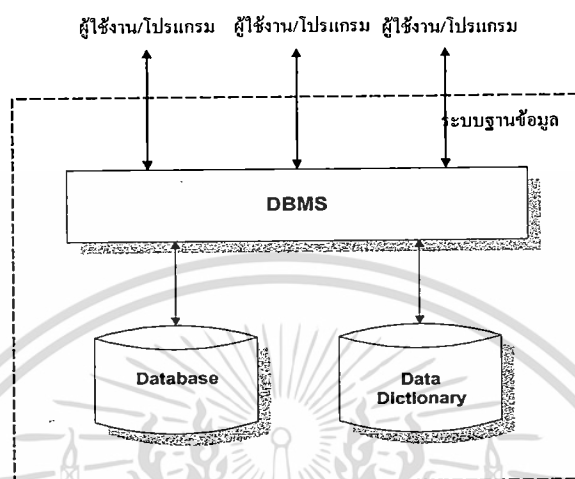 ผู้ใช้งาน/โปรแกรม ผู้ใช้งาน/โปรแกรม ผู้ใช้งาน/โปรแกรม
ระบบฐานข้อมูล
DBMS
Database
Data
Dictionary